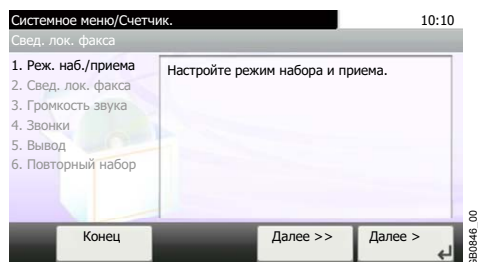 Системное меню/Счетчик.
10:10
Свед. лок. факса
1. Реж. наб./приема
Настройте режим набора и приема.
2. Свед. лок. факса
3. Громкость звука
4. Звонки
5. Вывод
6. Повторный набор
Конец
Далее >>
Далее >